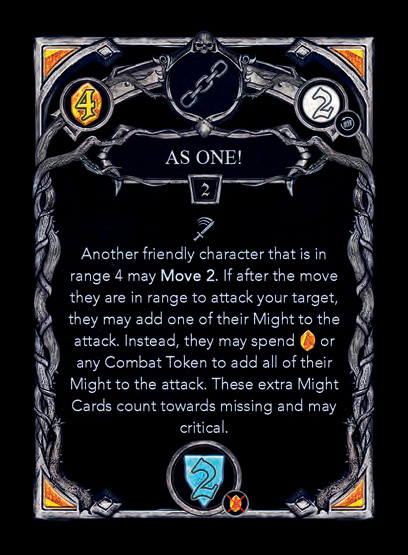 4
2
AS ONE!
2
Another friendly character that is in
range 4 may Move 2. If after the move
they are in range to attack your target,
they may add one of their Might to the
attack. Instead, they may spend or
any Combat Token to add all of their
Might to the attack. These extra Might
Cards count towards missing and may
critical.
2